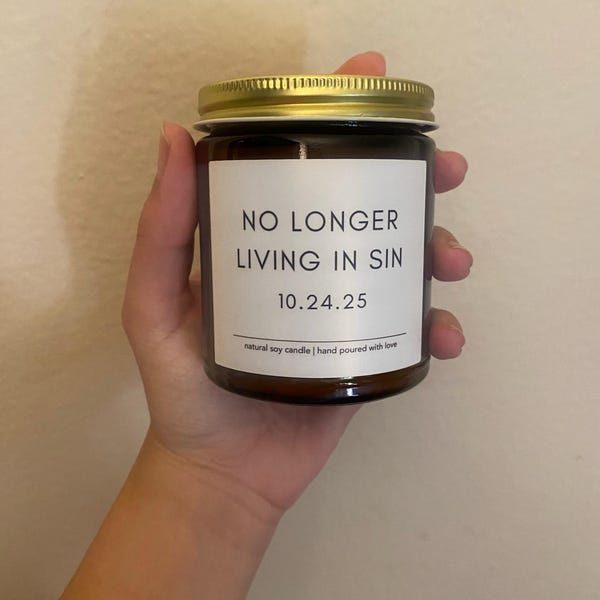 NO LONGER
LIVING IN SIN
10.24.25
natural soy candle | hand poured with love